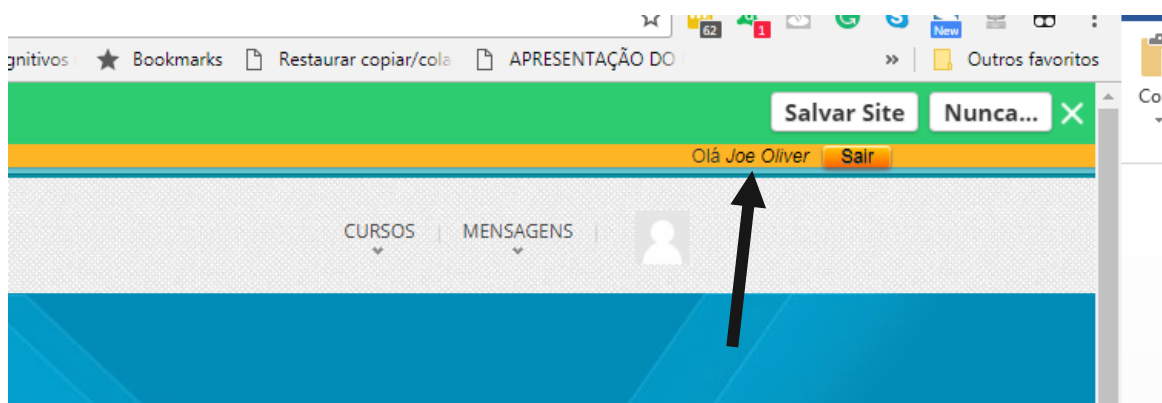 62
1
New
gnitivos
Bookmarks
Restaurar copiar/cola
APRESENTAÇÃO DO
»
Outros favoritos
Co
Salvar Site
Nunca...
Olá Joe Oliver
Sair
CURSOS
MENSAGENS